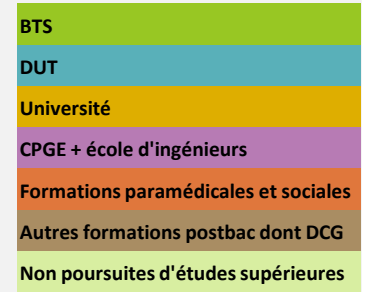 BTS
DUT
Université
CPGE + école d'ingénieurs
Formations paramédicales et sociales
Autres formations postbac dont DCG
Non poursuites d'études supérieures